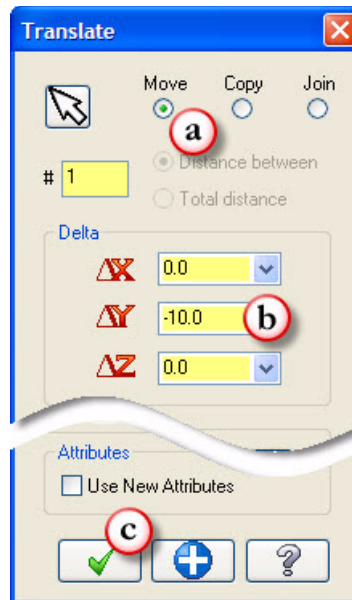 Translate
Move Copy Join
a
# 1
Distance between
Total distance
Delta
ΔX 0.0
ΔY -10.0 b
ΔZ 0.0
Attributes
Use New Attributes
c
?